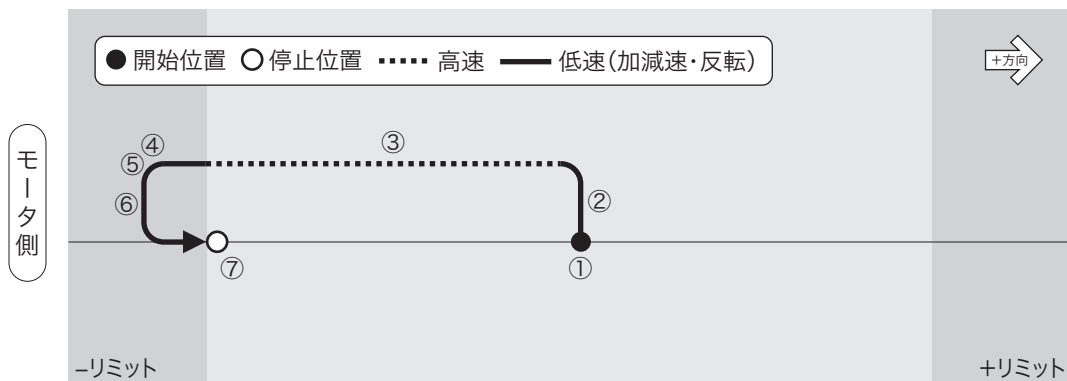 ●開始位置 ○停止位置 高速 低速(加減速・反転)
+方向
モータ側
④ ③
⑤
⑥ ②
⑦ ①
−リミット +リミット